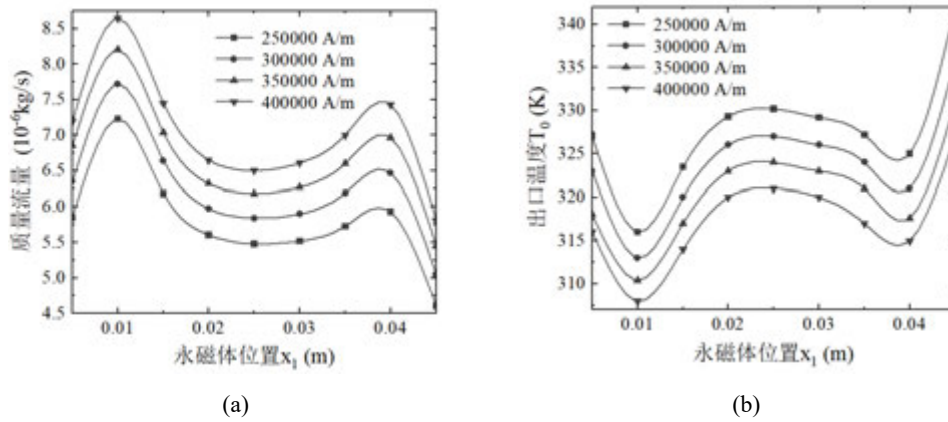 250000 A/m
300000 A/m
350000 A/m
400000 A/m
质量流量 (10⁻⁶kg/s)
8.5
8.0
7.5
7.0
6.5
6.0
5.5
5.0
4.5
0.01 0.02 0.03 0.04
永磁体位置x₁ (m)
(a)
250000 A/m
300000 A/m
350000 A/m
400000 A/m
出口温度T₀ (K)
340
330
325
320
315
310
0.01 0.02 0.03 0.04
永磁体位置x₁ (m)
(b)